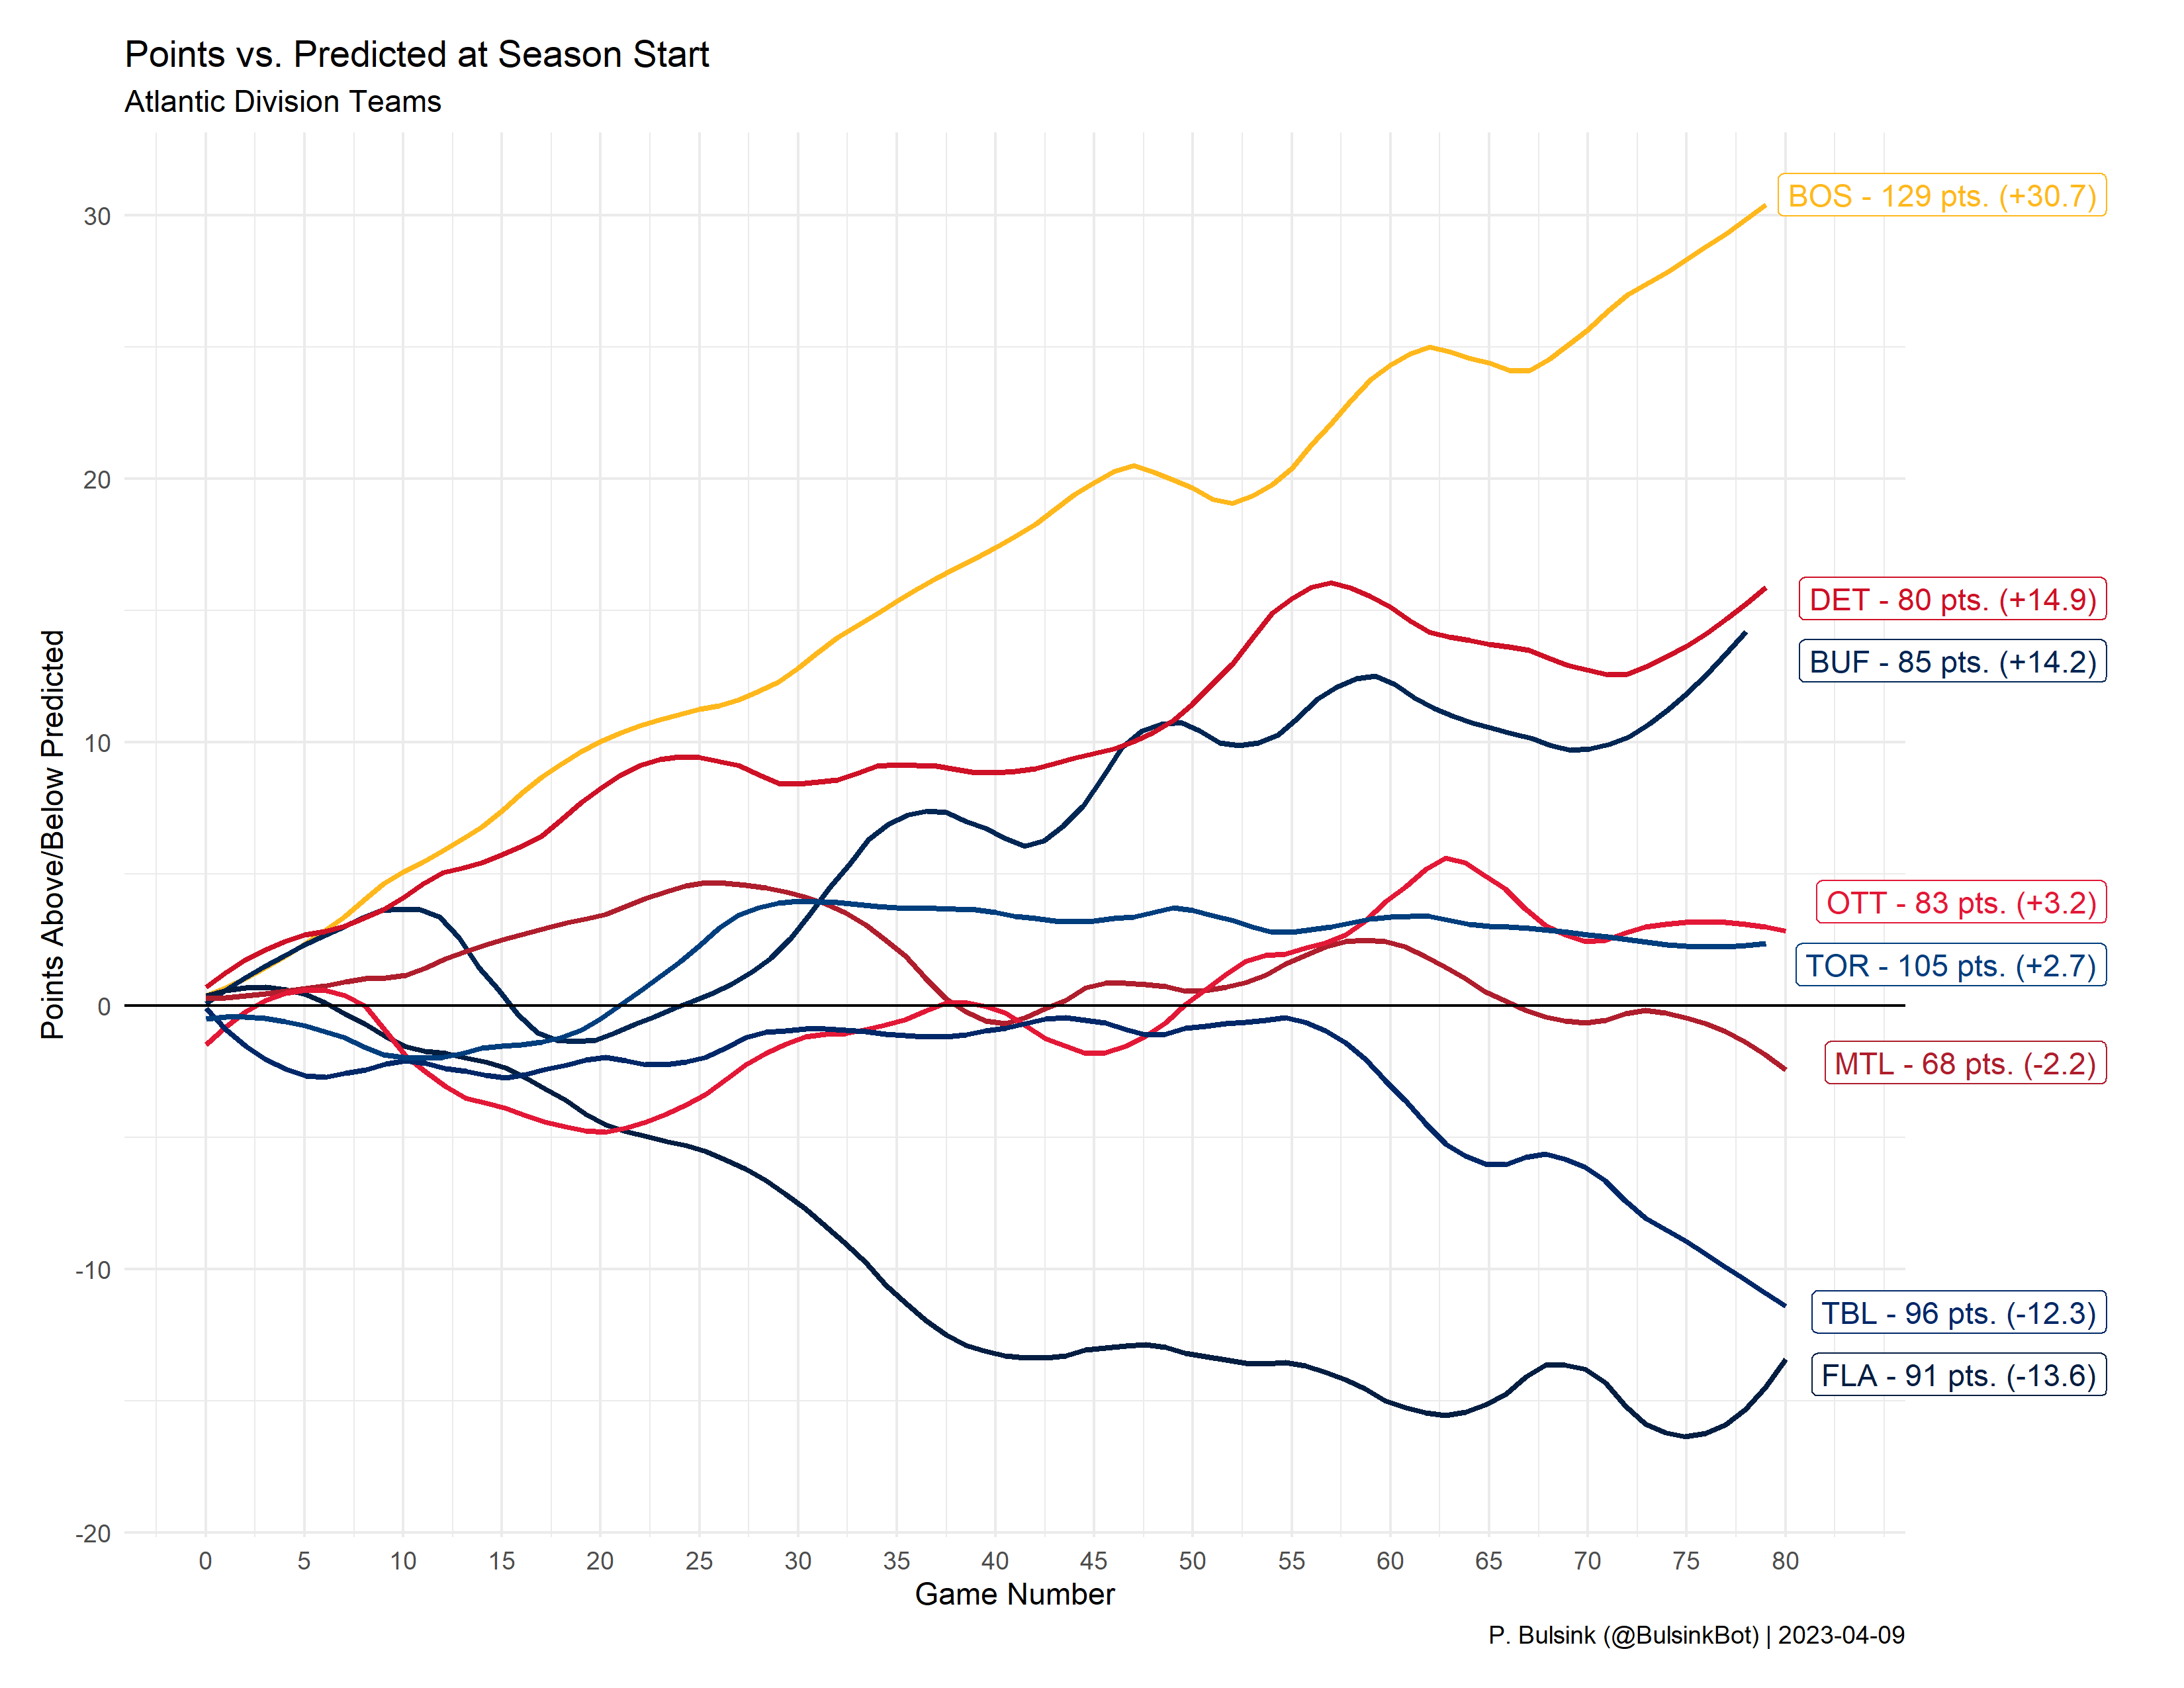 Points vs. Predicted at Season Start
Atlantic Division Teams
Points Above/Below Predicted
30
20
10
0
-10
-20
BOS - 129 pts. (+30.7)
DET - 80 pts. (+14.9)
BUF - 85 pts. (+14.2)
OTT - 83 pts. (+3.2)
TOR - 105 pts. (+2.7)
MTL - 68 pts. (-2.2)
TBL - 96 pts. (-12.3)
FLA - 91 pts. (-13.6)
0 5 10 15 20 25 30 35 40 45 50 55 60 65 70 75 80
Game Number
P. Bulsink (@BulsinkBot) | 2023-04-09